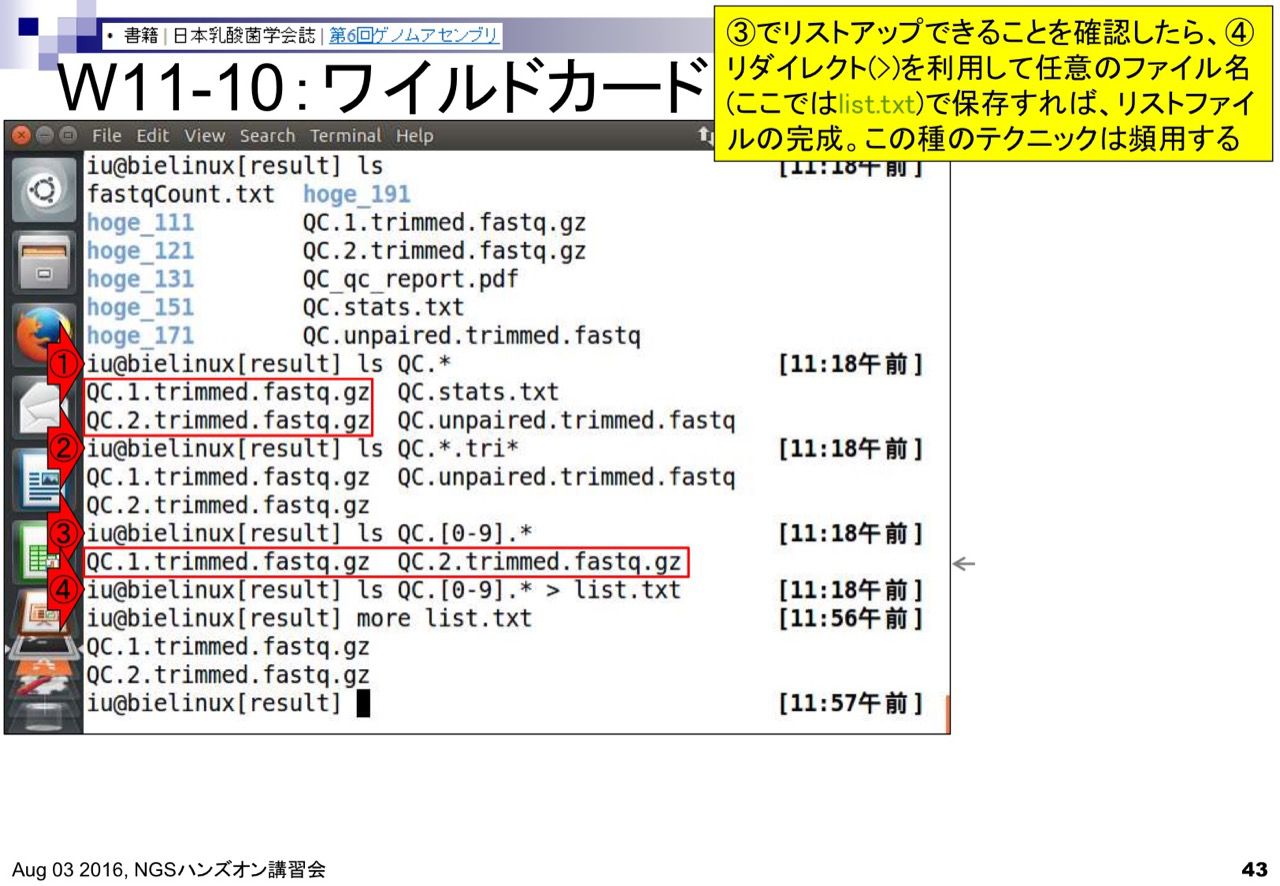 ・ 書籍 | 日本乳酸菌学会誌 | 第6回ゲノムアセンブリ
W11-10：ワイルドカード
③でリストアップできることを確認したら、④
リダイレクト(>)を利用して任意のファイル名
(ここではlist.txt)で保存すれば、リストファイ
ルの完成。この種のテクニックは頻用する
File Edit View Search Terminal Help
iu@bielinux[result] ls [11:18午前]
fastqCount.txt hoge_191
hoge_111 QC.1.trimmed.fastq.gz
hoge_121 QC.2.trimmed.fastq.gz
hoge_131 QC_qc_report.pdf
hoge_151 QC.stats.txt
hoge_171 QC.unpaired.trimmed.fastq
① iu@bielinux[result] ls QC.* [11:18午前]
QC.1.trimmed.fastq.gz QC.stats.txt
QC.2.trimmed.fastq.gz QC.unpaired.trimmed.fastq
② iu@bielinux[result] ls QC.*.tri* [11:18午前]
QC.1.trimmed.fastq.gz QC.unpaired.trimmed.fastq
QC.2.trimmed.fastq.gz
③ iu@bielinux[result] ls QC.[0-9].* [11:18午前]
QC.1.trimmed.fastq.gz QC.2.trimmed.fastq.gz
④ iu@bielinux[result] ls QC.[0-9].* > list.txt [11:18午前]
iu@bielinux[result] more list.txt [11:56午前]
QC.1.trimmed.fastq.gz
QC.2.trimmed.fastq.gz
iu@bielinux[result] [11:57午前]
Aug 03 2016, NGSハンズオン講習会
43